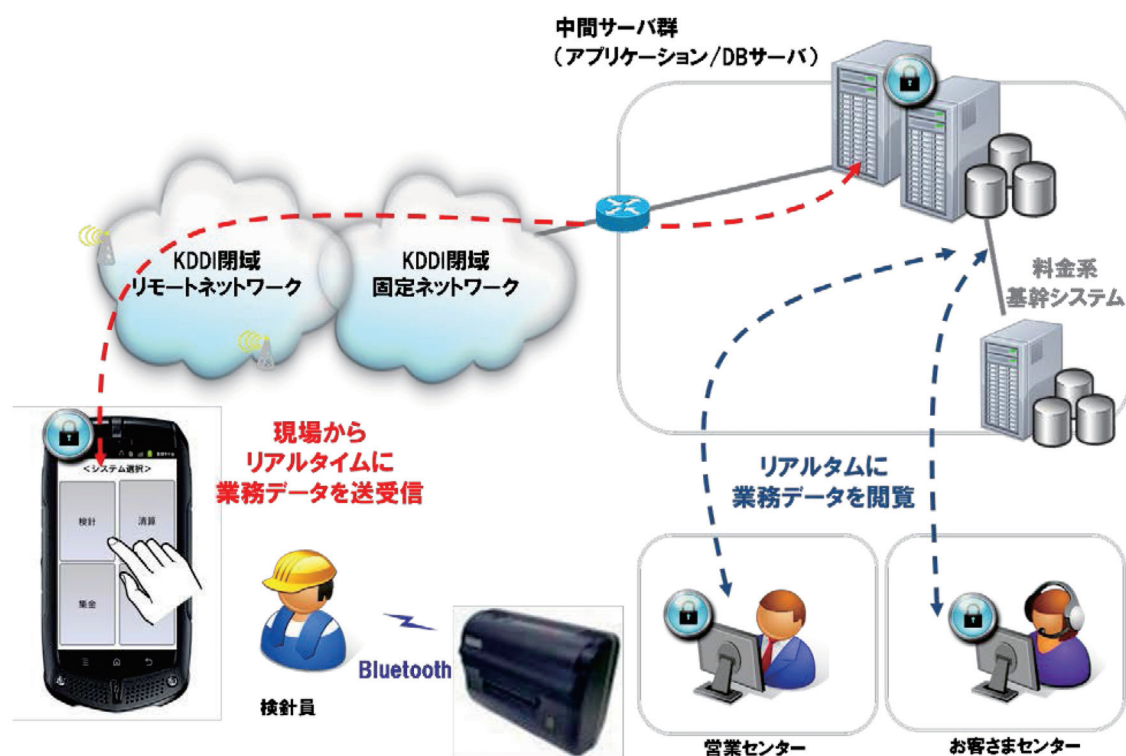 中間サーバ群
（アプリケーション/DBサーバ）
KDDI閉域
リモートネットワーク
KDDI閉域
固定ネットワーク
料金系
基幹システム
＜システム選択＞
検針
清算
集金
現場から
リアルタイムに
業務データを送受信
リアルタムに
業務データを閲覧
Bluetooth
検針員
営業センター
お客さまセンター